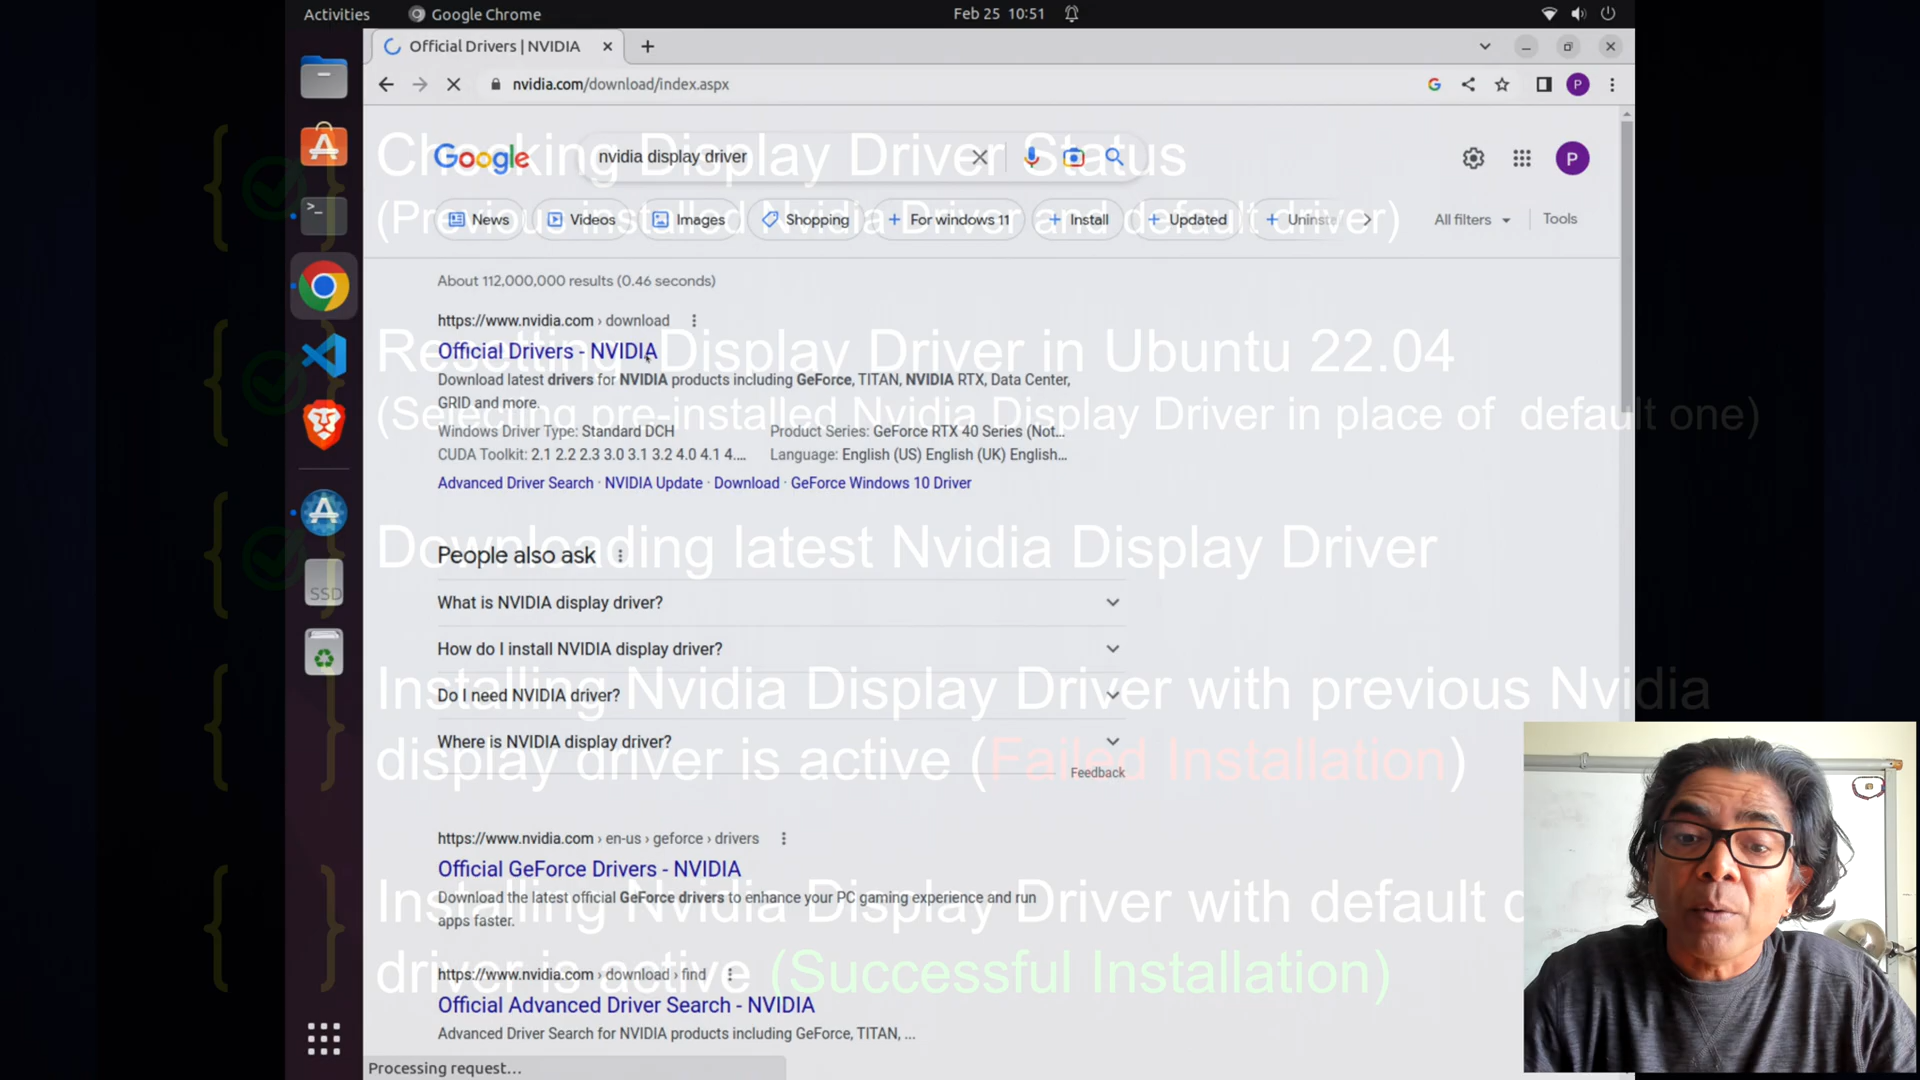 Activities
Google Chrome
Feb 25 10:51
Official Drivers | NVIDIA
nvidia.com/download/index.aspx
P
Checking Display Driver Status
Google
nvidia display driver
P
(Previous installed Nvidia Driver and default driver)
News
Videos
Images
Shopping
For windows 11
Install
Updated
All filters
Tools
About 112,000,000 results (0.46 seconds)
https://www.nvidia.com › download
Resetting Display Driver in Ubuntu 22.04
Official Drivers - NVIDIA
Download latest drivers for NVIDIA products including GeForce, TITAN, NVIDIA RTX, Data Center,
GRID and more.
(Selecting pre-installed Nvidia Display Driver in place of default one)
Windows Driver Type: Standard DCH
Product Series: GeForce RTX 40 Series (Not...
CUDA Toolkit: 2.1 2.2 2.3 3.0 3.1 3.2 4.0 4.1 4....
Language: English (US) English (UK) English...
Advanced Driver Search · NVIDIA Update · Download · GeForce Windows 10 Driver
Downloading latest Nvidia Display Driver
People also ask
SSD
What is NVIDIA display driver?
How do I install NVIDIA display driver?
Installing Nvidia Display Driver with previous Nvidia
Do I need NVIDIA driver?
Where is NVIDIA display driver?
display driver is active (Failed Installation)
Feedback
https://www.nvidia.com › en-us › geforce › drivers
Official GeForce Drivers - NVIDIA
Installing Nvidia Display Driver with default
Download the latest official GeForce drivers to enhance your PC gaming experience and run
apps faster.
driver is active (Successful Installation)
https://www.nvidia.com › download › find
Official Advanced Driver Search - NVIDIA
Advanced Driver Search for NVIDIA products including GeForce, TITAN, ...
Processing request...